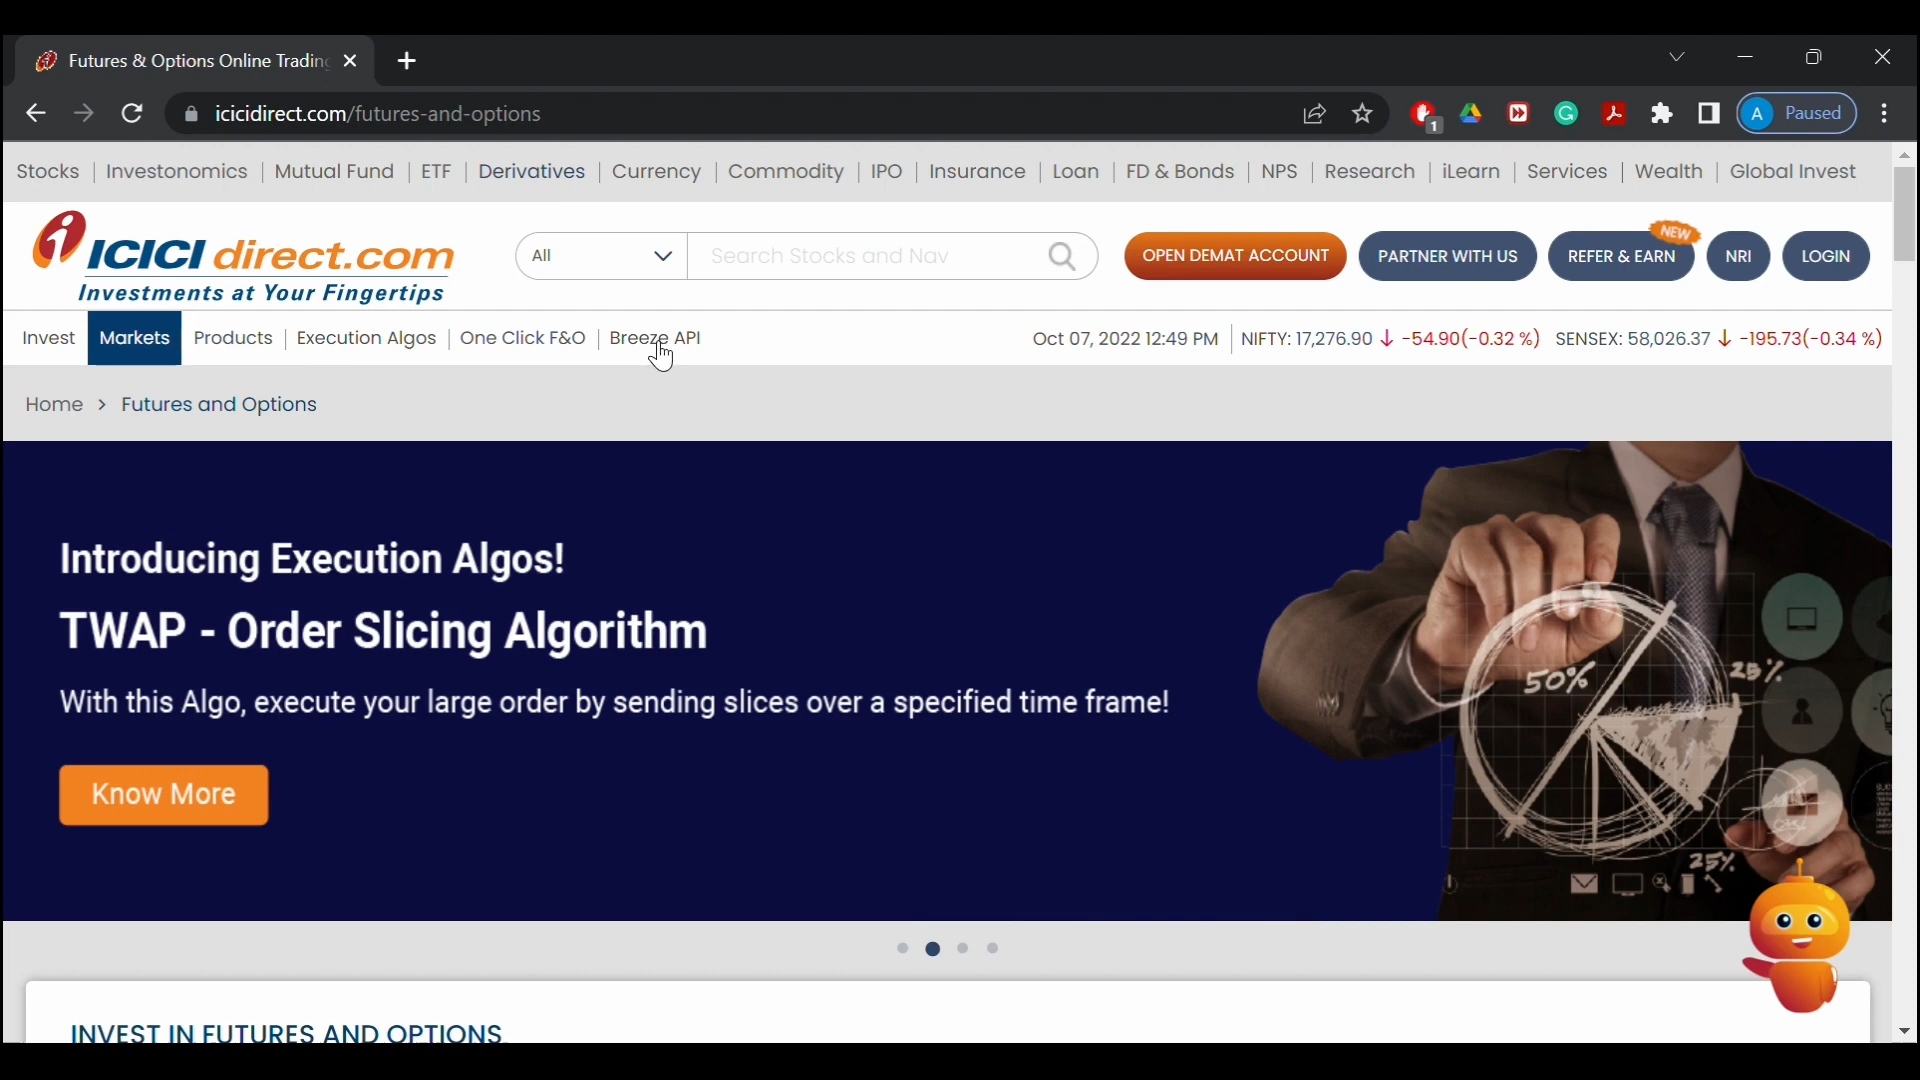 Futures & Options Online Trading
icicidirect.com/futures-and-options
1
A Paused
Stocks Investonomics Mutual Fund ETF Derivatives Currency Commodity IPO Insurance Loan FD & Bonds NPS Research iLearn Services Wealth Global Invest
ICICI direct.com
Investments at Your Fingertips
All
Search Stocks and Nav
OPEN DEMAT ACCOUNT
PARTNER WITH US
NEW
REFER & EARN
NRI
LOGIN
Invest Markets Products Execution Algos One Click F&O Breeze API
Oct 07, 2022 12:49 PM NIFTY: 17,276.90 ↓ -54.90(-0.32 %) SENSEX: 58,026.37 ↓ -195.73(-0.34 %)
Home > Futures and Options
Introducing Execution Algos!
TWAP - Order Slicing Algorithm
With this Algo, execute your large order by sending slices over a specified time frame!
Know More
50%
25%
25%
INVEST IN FUTURES AND OPTIONS